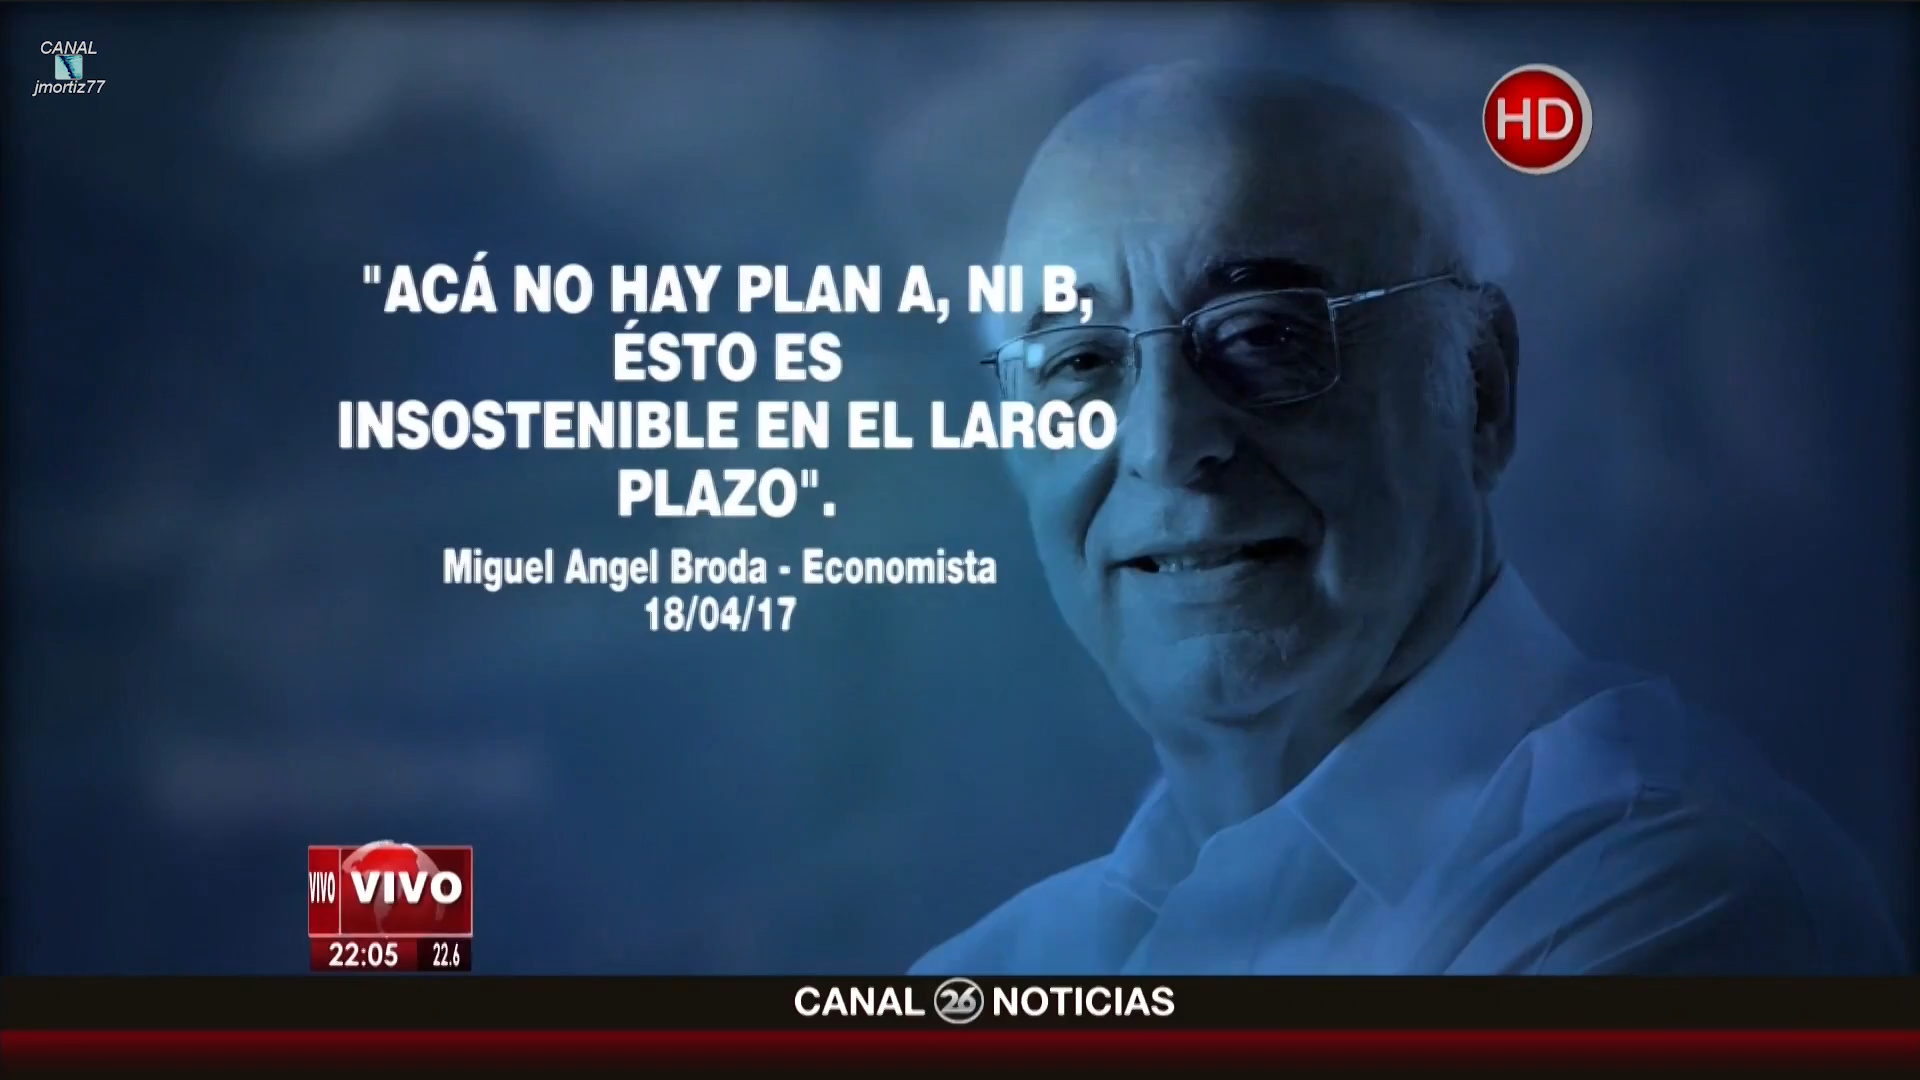 CANAL
jmortiz77
HD
"ACÁ NO HAY PLAN A, NI B,
ÉSTO ES
INSOSTENIBLE EN EL LARGO
PLAZO".
Miguel Angel Broda - Economista
18/04/17
VIVO VIVO
22:05 22.6
CANAL 26 NOTICIAS